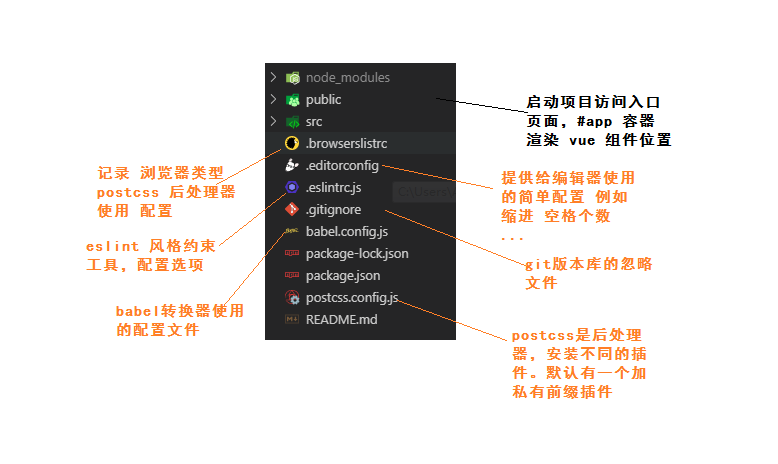 node_modules
public
src
.browserslistrc
.editorconfig
.eslintrc.js
.gitignore
babel.config.js
package-lock.json
package.json
postcss.config.js
README.md
启动项目访问入口
页面，#app 容器
渲染 vue 组件位置
记录 浏览器类型
postcss 后处理器
使用 配置
提供给编辑器使用
的简单配置 例如
缩进 空格个数
...
eslint 风格约束
工具，配置选项
git版本库的忽略
文件
babel转换器使用
的配置文件
postcss是后处理
器，安装不同的插
件。默认有一个加
私有前缀插件